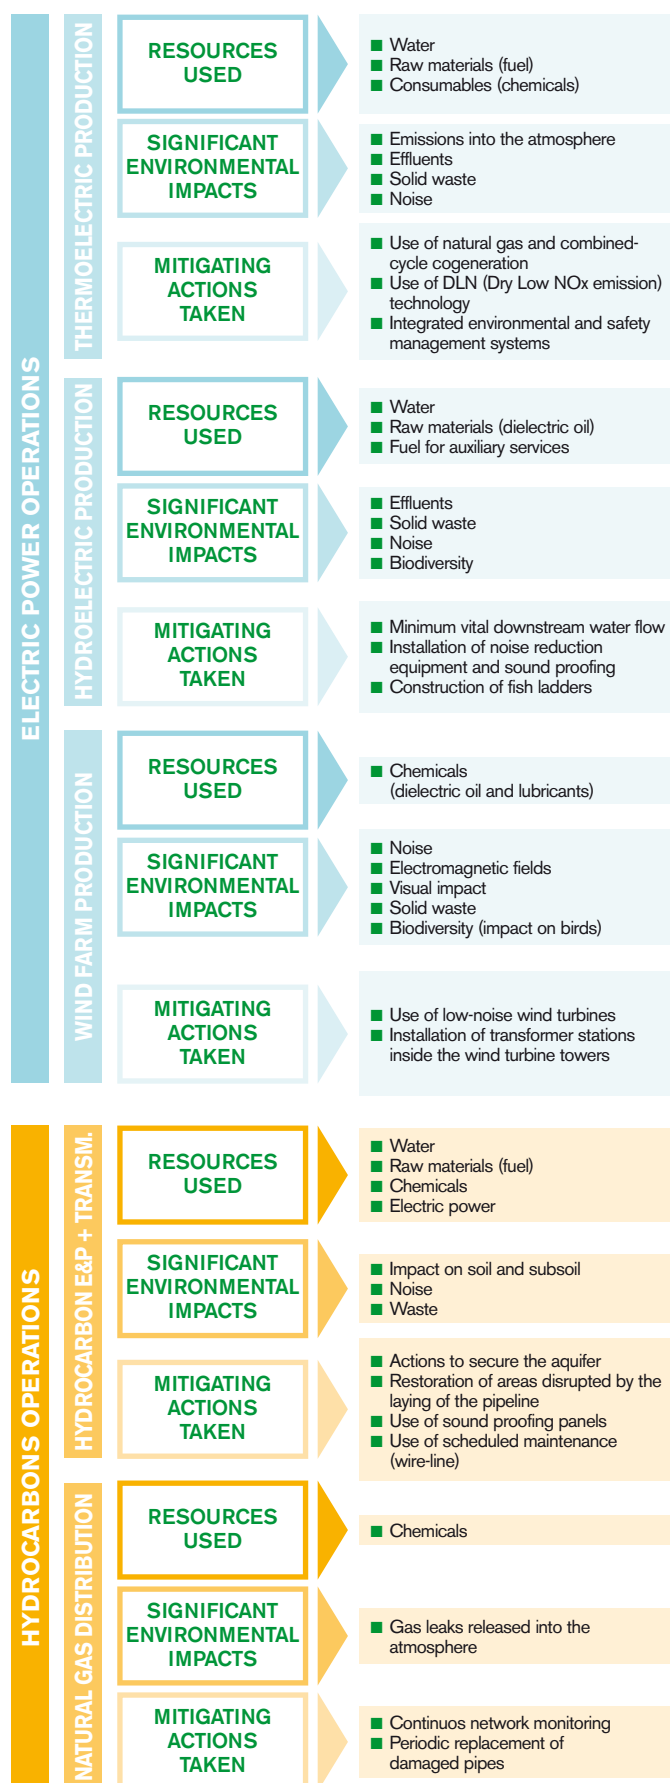 ELECTRIC POWER OPERATIONS
THERMOELECTRIC PRODUCTION
RESOURCES
USED
■ Water
■ Raw materials (fuel)
■ Consumables (chemicals)
SIGNIFICANT
ENVIRONMENTAL
IMPACTS
■ Emissions into the atmosphere
■ Effluents
■ Solid waste
■ Noise
MITIGATING
ACTIONS
TAKEN
■ Use of natural gas and combined-
cycle cogeneration
■ Use of DLN (Dry Low NOx emission)
technology
■ Integrated environmental and safety
management systems
HYDROELECTRIC PRODUCTION
RESOURCES
USED
■ Water
■ Raw materials (dielectric oil)
■ Fuel for auxiliary services
SIGNIFICANT
ENVIRONMENTAL
IMPACTS
■ Effluents
■ Solid waste
■ Noise
■ Biodiversity
MITIGATING
ACTIONS
TAKEN
■ Minimum vital downstream water flow
■ Installation of noise reduction
equipment and sound proofing
■ Construction of fish ladders
WIND FARM PRODUCTION
RESOURCES
USED
■ Chemicals
(dielectric oil and lubricants)
SIGNIFICANT
ENVIRONMENTAL
IMPACTS
■ Noise
■ Electromagnetic fields
■ Visual impact
■ Solid waste
■ Biodiversity (impact on birds)
MITIGATING
ACTIONS
TAKEN
■ Use of low-noise wind turbines
■ Installation of transformer stations
inside the wind turbine towers
HYDROCARBONS OPERATIONS
HYDROCARBON E&P + TRANSM.
RESOURCES
USED
■ Water
■ Raw materials (fuel)
■ Chemicals
■ Electric power
SIGNIFICANT
ENVIRONMENTAL
IMPACTS
■ Impact on soil and subsoil
■ Noise
■ Waste
MITIGATING
ACTIONS
TAKEN
■ Actions to secure the aquifer
■ Restoration of areas disrupted by the
laying of the pipeline
■ Use of sound proofing panels
■ Use of scheduled maintenance
(wire-line)
NATURAL GAS DISTRIBUTION
RESOURCES
USED
■ Chemicals
SIGNIFICANT
ENVIRONMENTAL
IMPACTS
■ Gas leaks released into the
atmosphere
MITIGATING
ACTIONS
TAKEN
■ Continuos network monitoring
■ Periodic replacement of
damaged pipes